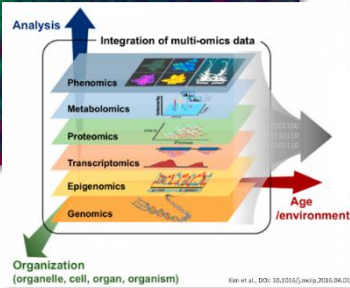 Analysis
Integration of multi-omics data
Phenomics
Metabolomics
Intensity
Proteomics
m/z
Time
Transcriptomics
Epigenomics
Genomics
Age
/environment
Organization
(organelle, cell, organ, organism)
Kim et al., DOI: 10.1016/j.molp.2016.04.01